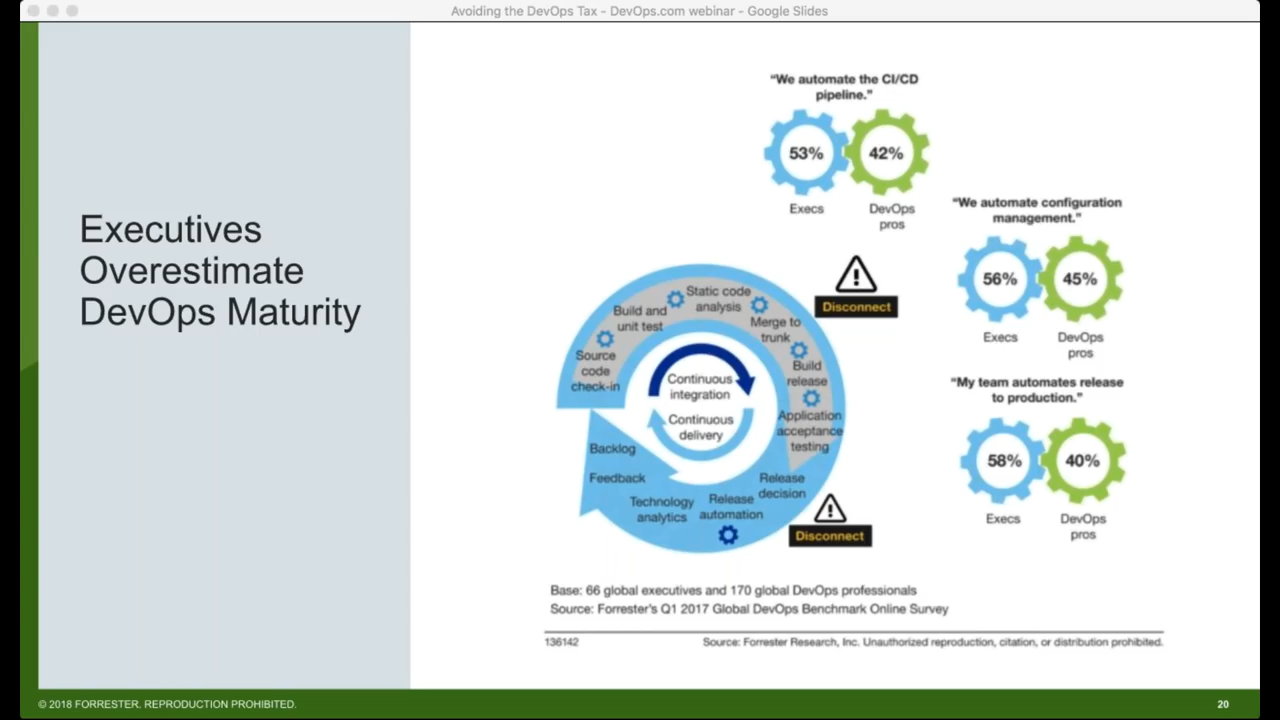 Avoiding the DevOps Tax - DevOps.com webinar - Google Slides
Executives
Overestimate
DevOps Maturity
“We automate the CI/CD
pipeline.”
53%
42%
Execs
DevOps
pros
“We automate configuration
management.”
56%
45%
Execs
DevOps
pros
“My team automates release
to production.”
58%
40%
Execs
DevOps
pros
Disconnect
Static code
analysis
Build and
unit test
Merge to
trunk
Source
code
check-in
Build
release
Continuous
integration
Continuous
delivery
Application
acceptance
testing
Backlog
Feedback
Technology
analytics
Release
automation
Release
decision
Disconnect
Base: 66 global executives and 170 global DevOps professionals
Source: Forrester’s Q1 2017 Global DevOps Benchmark Online Survey
136142
Source: Forrester Research, Inc. Unauthorized reproduction, citation, or distribution prohibited.
© 2018 FORRESTER. REPRODUCTION PROHIBITED.
20